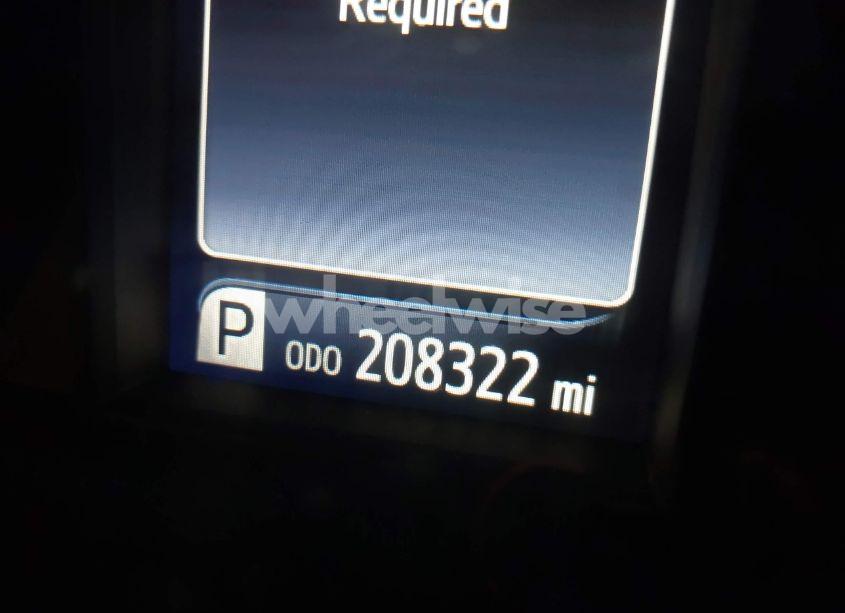 Required
wheelwise
P ODO 208322 mi